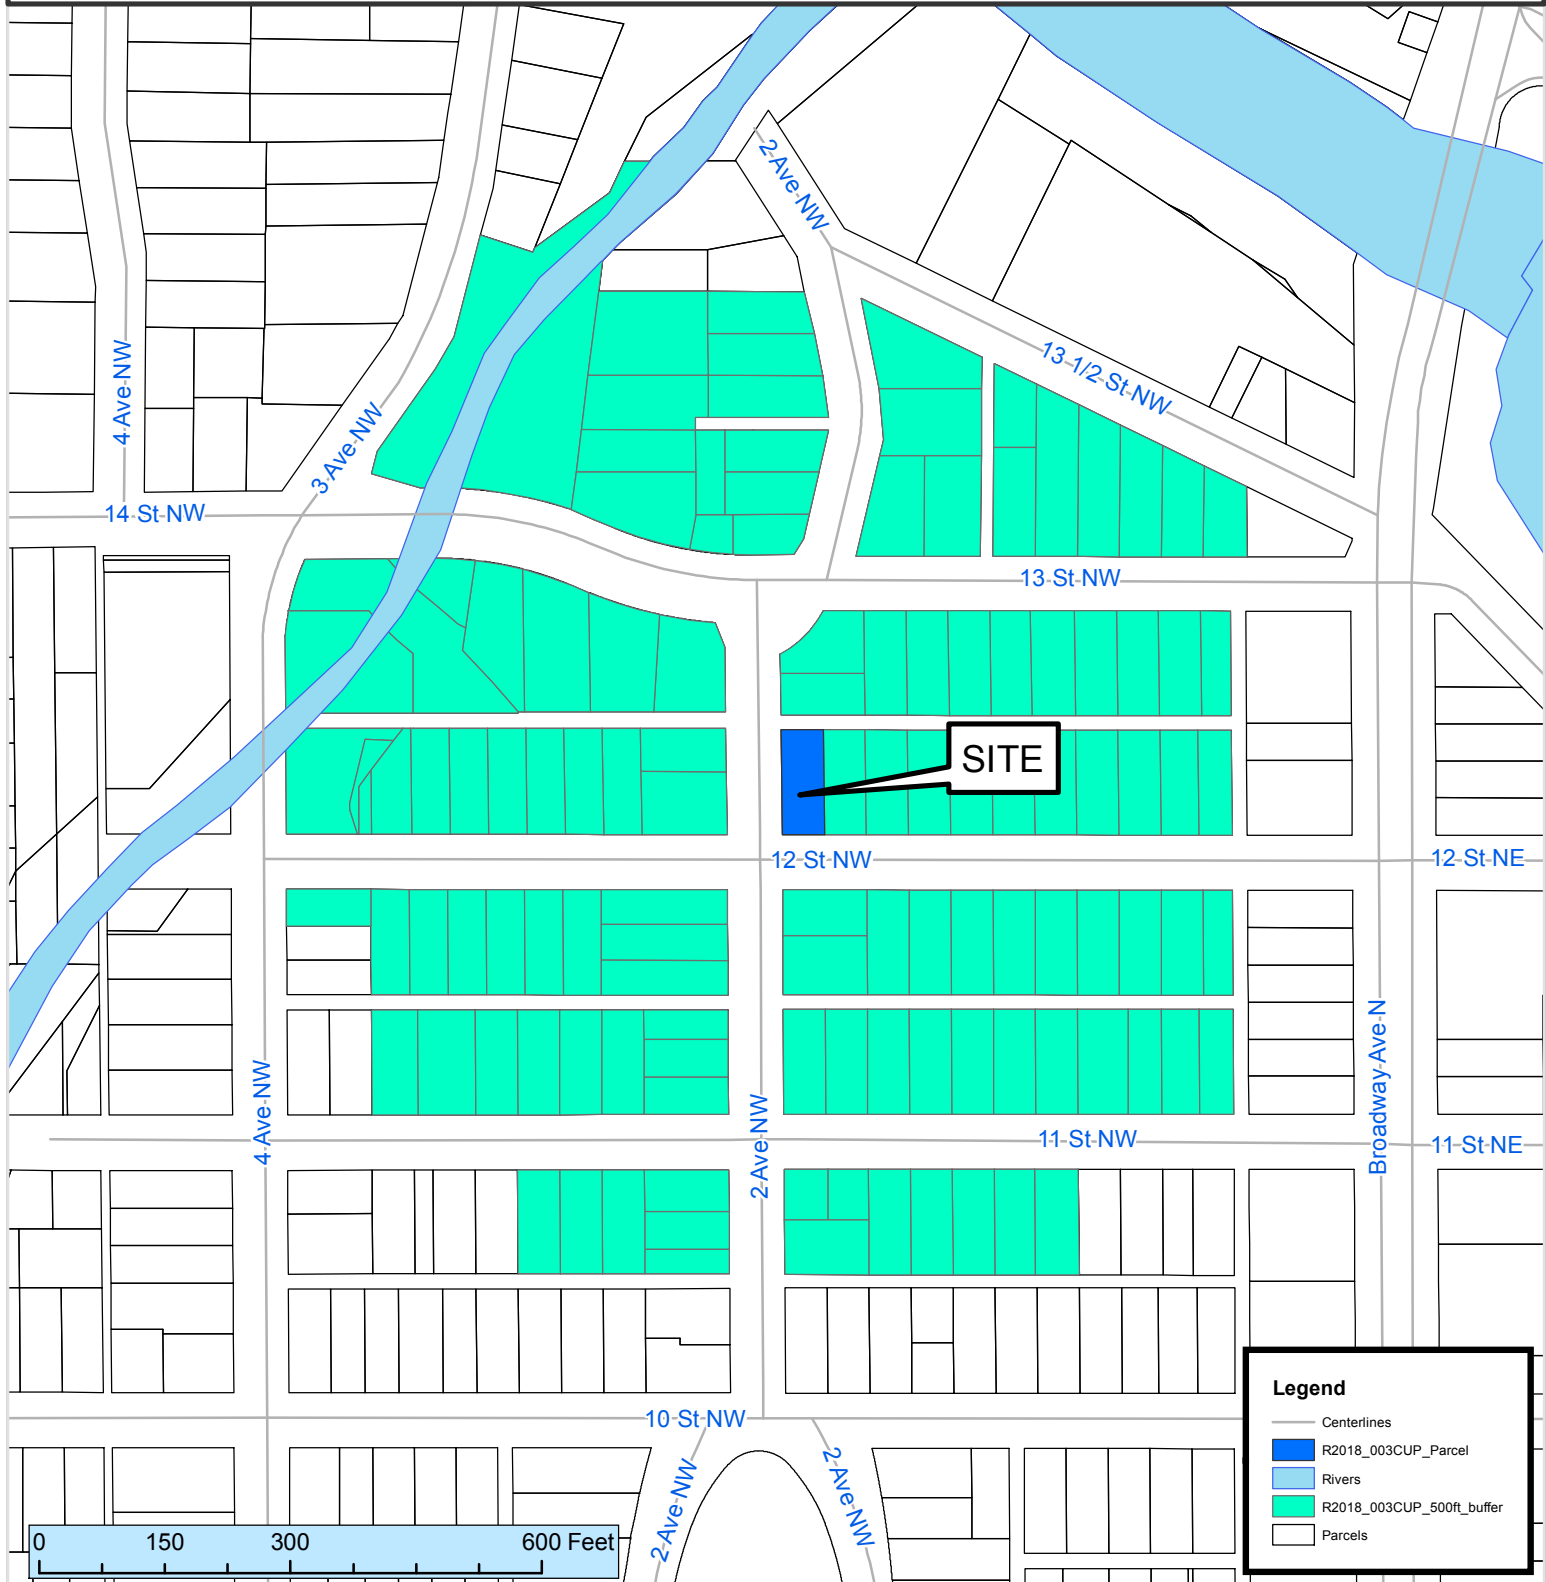 2 Ave NW
13 1/2 St NW
4 Ave NW
3 Ave NW
14 St NW
13 St NW
SITE
12 St NW
12 St NE
4 Ave NW
2 Ave NW
Broadway Ave N
11 St NW
11 St NE
10 St NW
2 Ave NW
2 Ave NW
Legend
Centerlines
R2018_003CUP_Parcel
Rivers
R2018_003CUP_500ft_buffer
Parcels
0 150 300 600 Feet